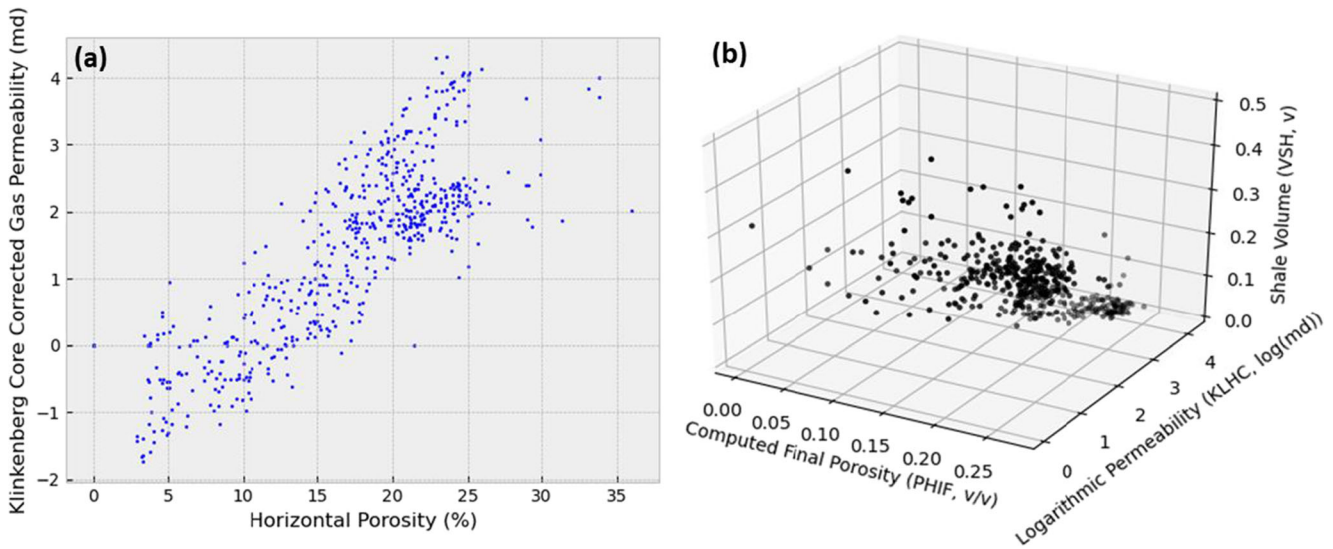 (a)
Klinkenberg Core Corrected Gas Permeability (md)
4
3
2
1
0
−1
−2
0 5 10 15 20 25 30 35
Horizontal Porosity (%)
(b)
0.5
0.4
0.3
0.2
0.1
0.0
Shale Volume (VSH, v)
4
3
2
1
0
Logarithmic Permeability (KLHC, log(md))
0.00 0.05 0.10 0.15 0.20 0.25
Computed Final Porosity (PHIF, v/v)